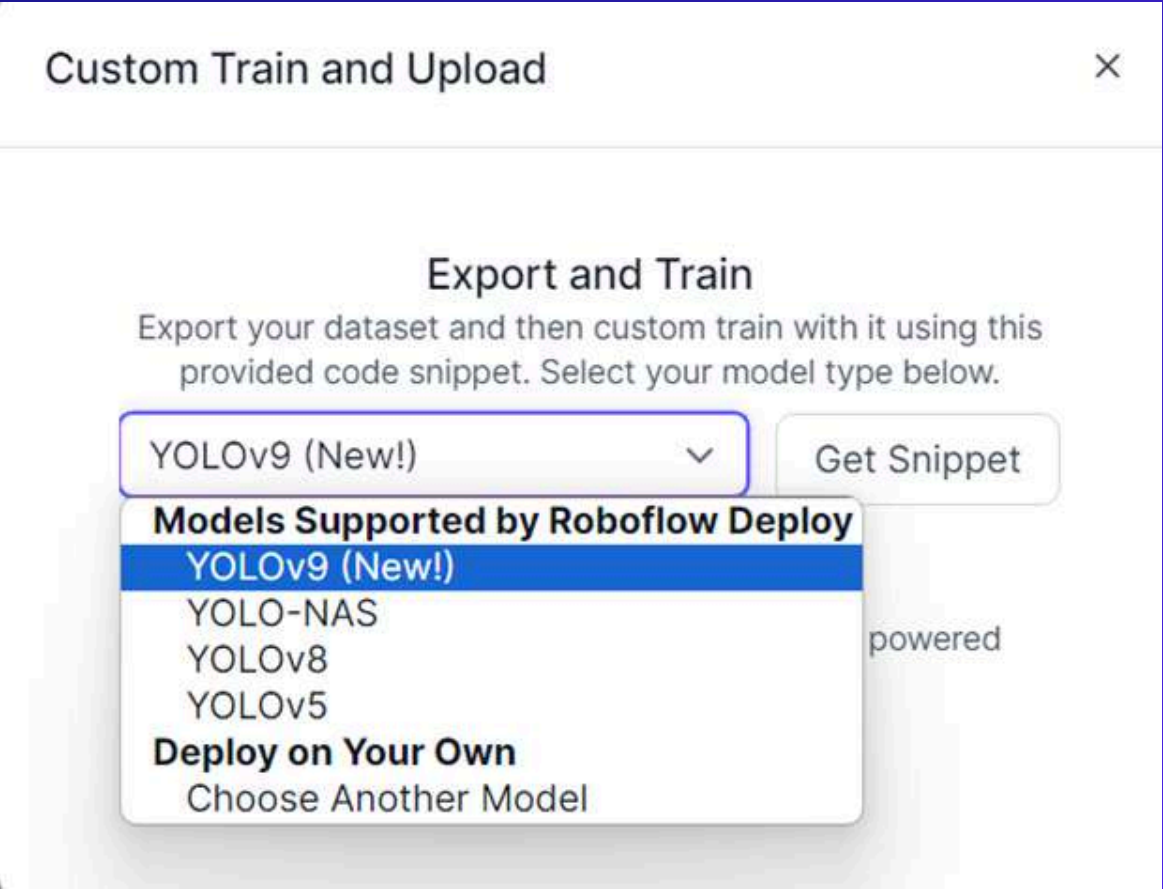 Custom Train and Upload
Export and Train
Export your dataset and then custom train with it using this
provided code snippet. Select your model type below.
YOLOv9 (New!)
Get Snippet
Models Supported by Roboflow Deploy
YOLOv9 (New!)
YOLO-NAS
powered
YOLOv8
YOLOv5
Deploy on Your Own
Choose Another Model